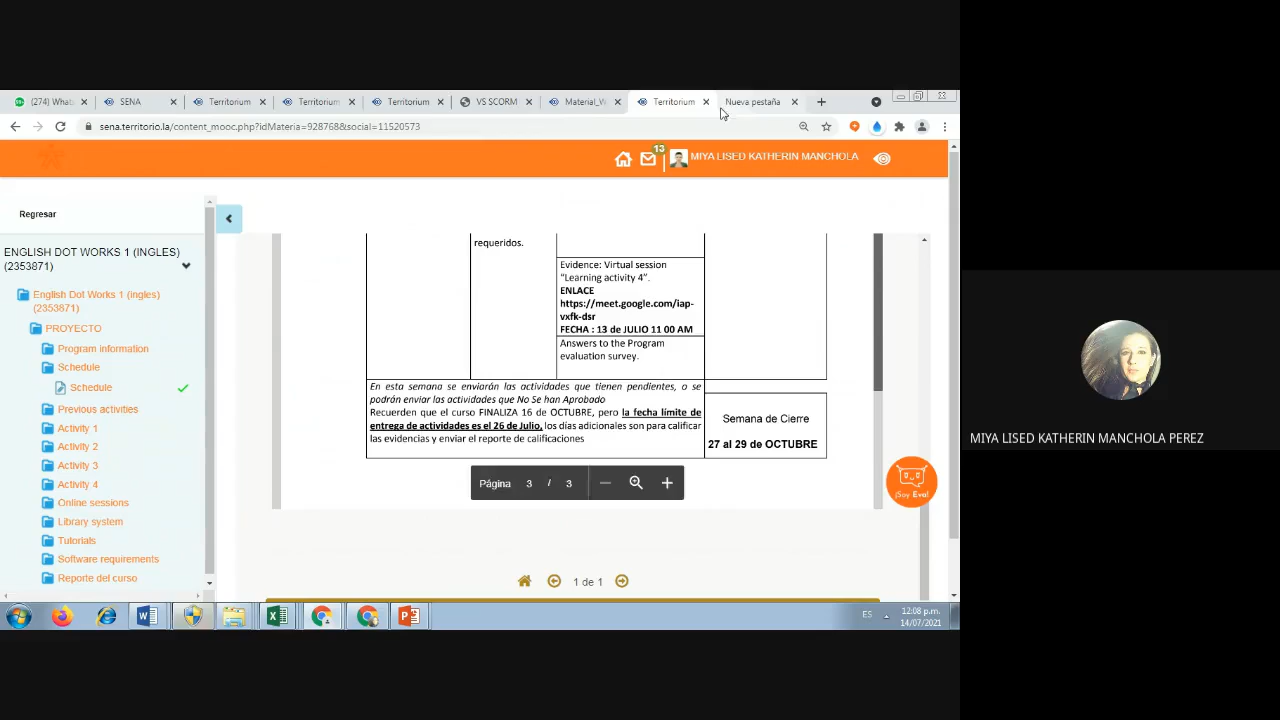 (274) What
SENA
Territorium
Territorium
Territorium
VS SCORM
Material_W
Territorium
Nueva pestaña
sena.territorio.la/content_mooc.php?idMateria=928768&social=11520573
13
MIYA LISED KATHERIN MANCHOLA
Regresar
ENGLISH DOT WORKS 1 (INGLES)
(2353871)
English Dot Works 1 (ingles)
(2353871)
PROYECTO
Program information
Schedule
Schedule
Previous activities
Activity 1
Activity 2
Activity 3
Activity 4
Online sessions
Library system
Tutorials
Software requirements
Reporte del curso
requeridos.
Evidence: Virtual session
“Learning activity 4”.
ENLACE
https://meet.google.com/iap-
vxfk-dsr
FECHA : 13 de JULIO 11 00 AM
Answers to the Program
evaluation survey.
En esta semana se enviarán las actividades que tienen pendientes, o se
podrán enviar las actividades que No Se han Aprobado
Recuerden que el curso FINALIZA 16 de OCTUBRE, pero la fecha límite de
entrega de actividades es el 26 de Julio, los días adicionales son para calificar
las evidencias y enviar el reporte de calificaciones
Semana de Cierre
27 al 29 de OCTUBRE
Página 3 / 3
¡Soy Eva!
1 de 1
ES
12:08 p.m.
14/07/2021
MIYA LISED KATHERIN MANCHOLA PEREZ